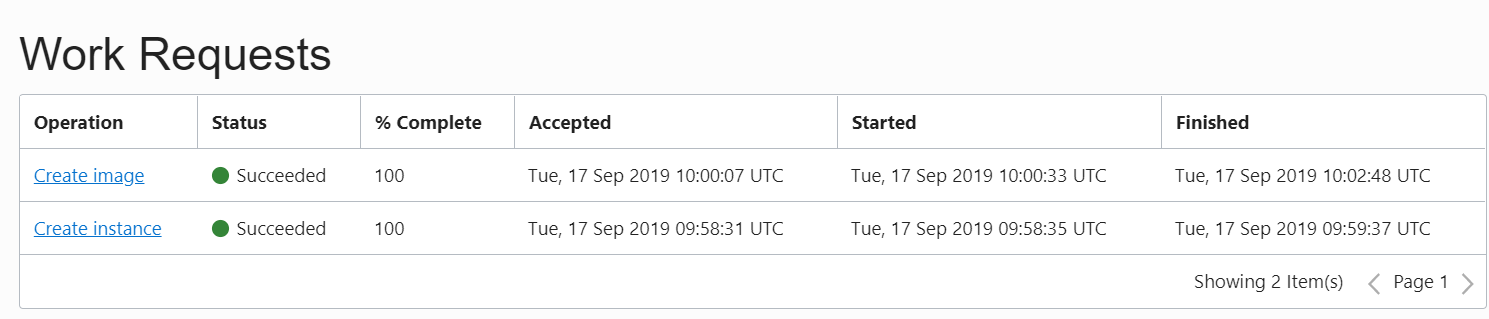 Work Requests
Operation Status % Complete Accepted Started Finished
Create image Succeeded 100 Tue, 17 Sep 2019 10:00:07 UTC Tue, 17 Sep 2019 10:00:33 UTC Tue, 17 Sep 2019 10:02:48 UTC
Create instance Succeeded 100 Tue, 17 Sep 2019 09:58:31 UTC Tue, 17 Sep 2019 09:58:35 UTC Tue, 17 Sep 2019 09:59:37 UTC
Showing 2 Item(s) Page 1